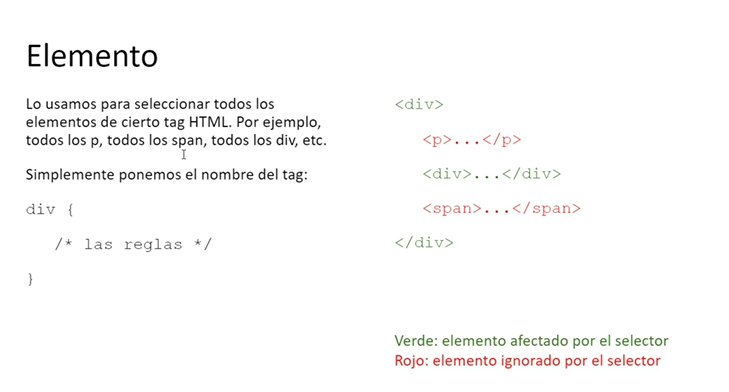 Elemento
Lo usamos para seleccionar todos los
elementos de cierto tag HTML. Por ejemplo,
todos los p, todos los span, todos los div, etc.
Simplemente ponemos el nombre del tag:
div {
/* las reglas */
}
<div>
<p>...</p>
<div>...</div>
<span>...</span>
</div>
Verde: elemento afectado por el selector
Rojo: elemento ignorado por el selector